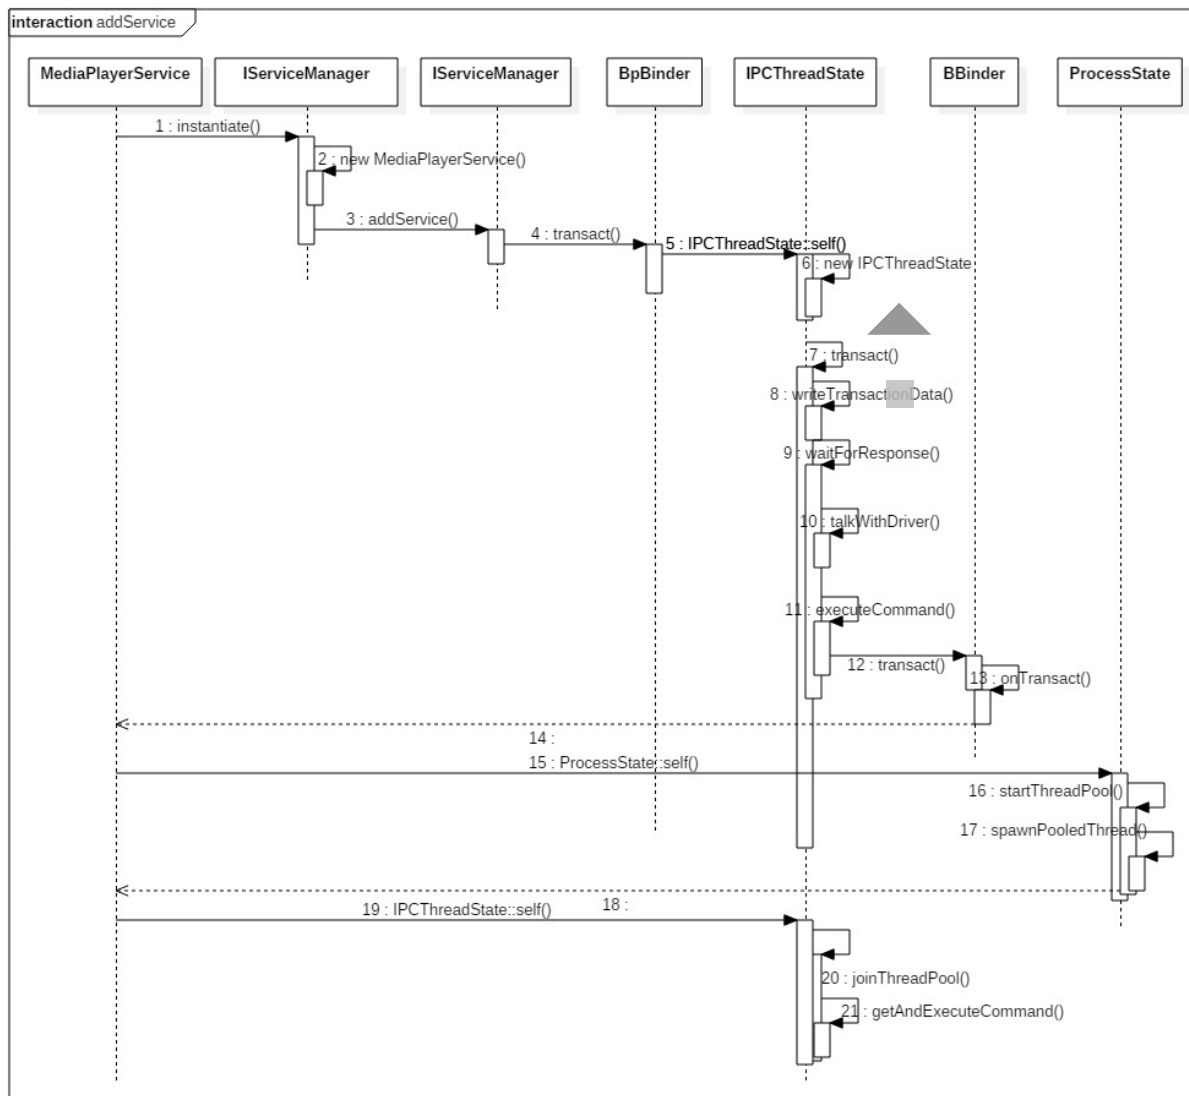 interaction addService
MediaPlayerService
IServiceManager
IServiceManager
BpBinder
IPCThreadState
BBinder
ProcessState
1 : instantiate()
2 : new MediaPlayerService()
3 : addService()
4 : transact()
5 : IPCThreadState::self()
6 : new IPCThreadState
7 : transact()
8 : writeTransactionData()
9 : waitForResponse()
10 : talkWithDriver()
11 : executeCommand()
12 : transact()
13 : onTransact()
14 :
15 : ProcessState::self()
16 : startThreadPool()
17 : spawnPooledThread()
18 :
19 : IPCThreadState::self()
20 : joinThreadPool()
21 : getAndExecuteCommand()